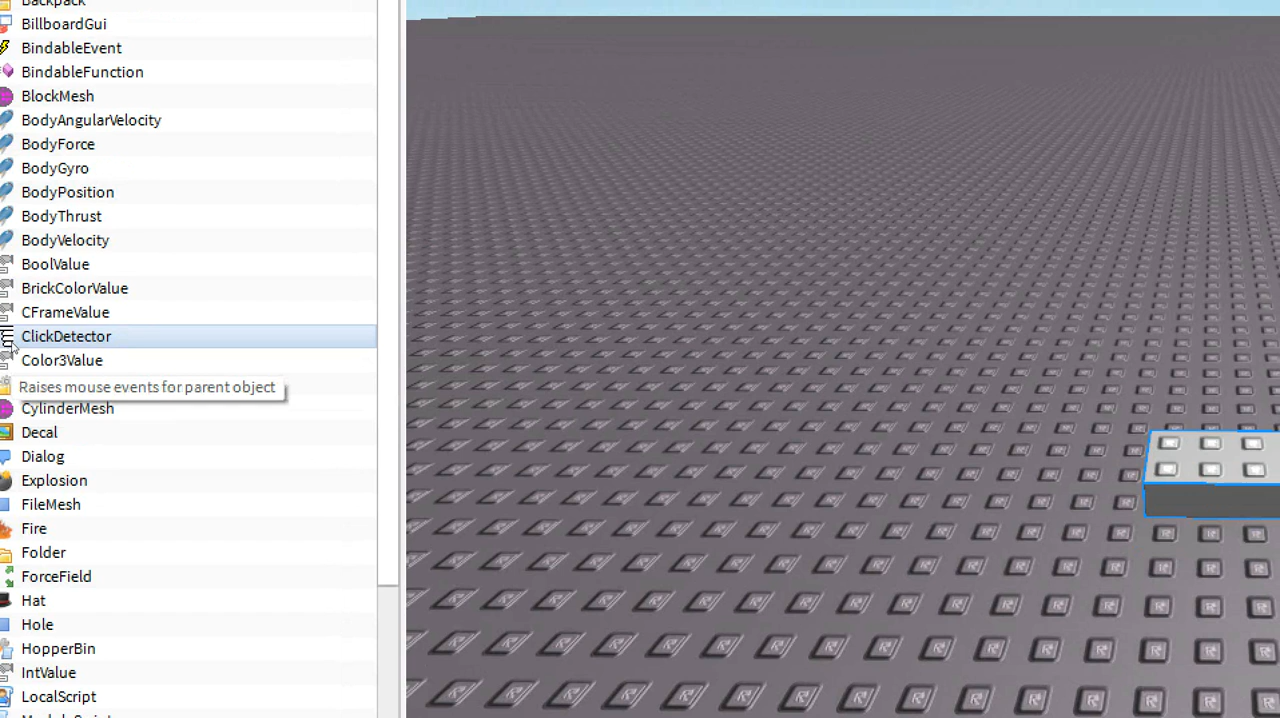 Backpack
BillboardGui
BindableEvent
BindableFunction
BlockMesh
BodyAngularVelocity
BodyForce
BodyGyro
BodyPosition
BodyThrust
BodyVelocity
BoolValue
BrickColorValue
CFrameValue
ClickDetector
Color3Value
Raises mouse events for parent object
CylinderMesh
Decal
Dialog
Explosion
FileMesh
Fire
Folder
ForceField
Hat
Hole
HopperBin
IntValue
LocalScript